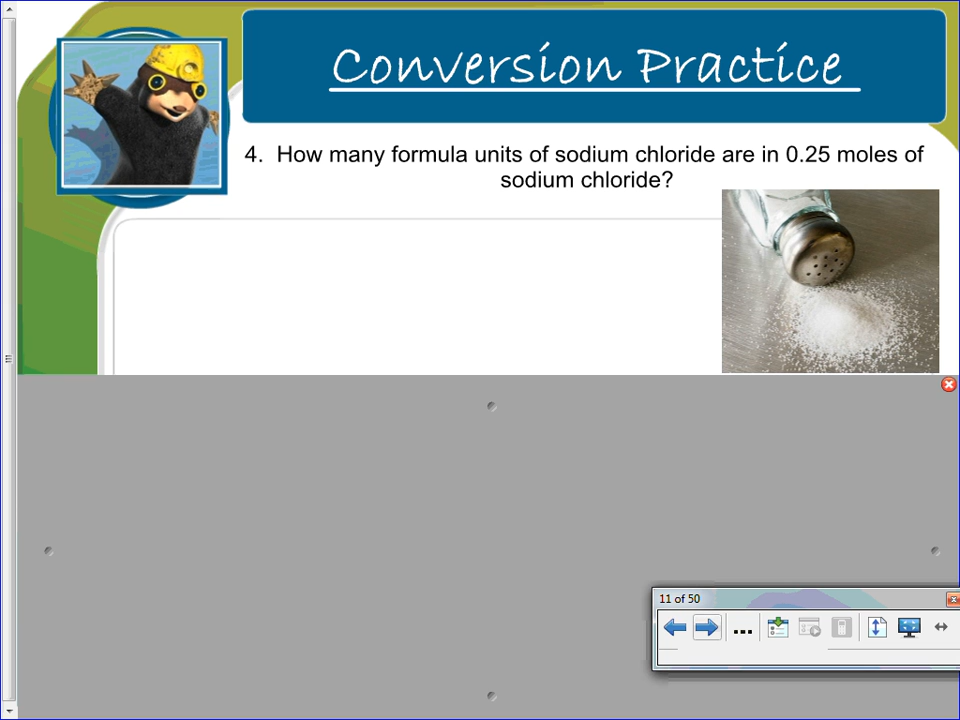 Conversion Practice
4. How many formula units of sodium chloride are in 0.25 moles of
sodium chloride?
11 of 50
...